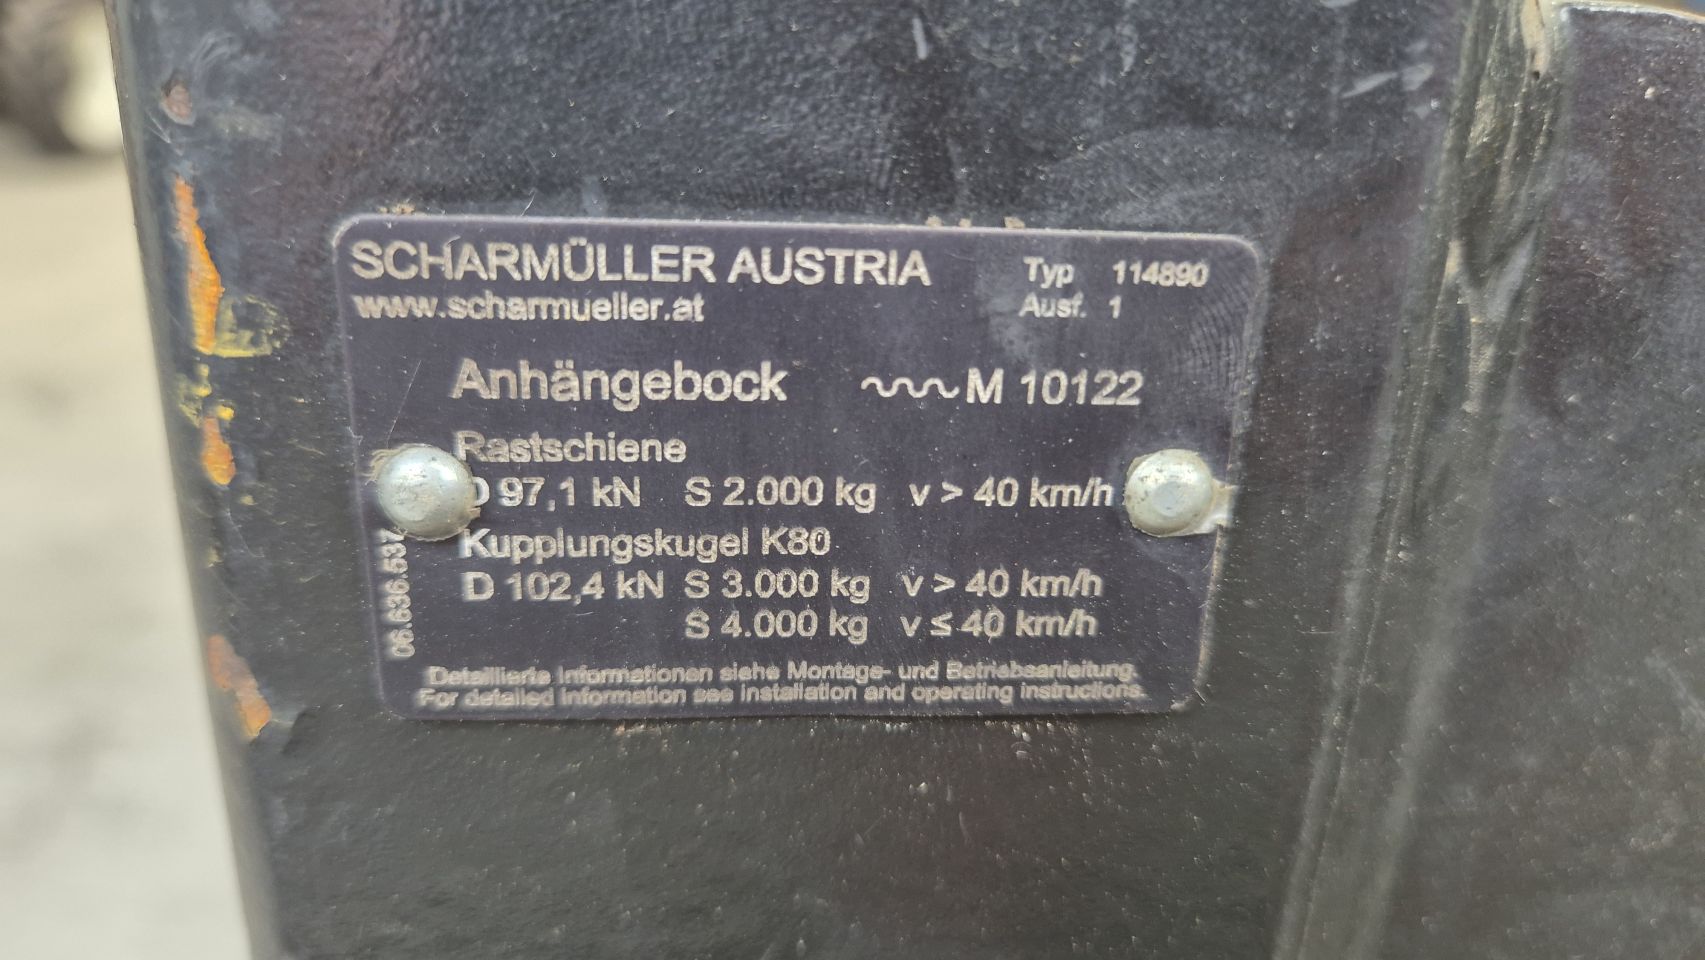 SCHARMÜLLER AUSTRIA Typ 114890
www.scharmueller.at Ausf. 1
Anhängebock M 10122
Rastschiene
D 97,1 kN S 2.000 kg v > 40 km/h
Kupplungskugel K80
D 102,4 kN S 3.000 kg v > 40 km/h
S 4.000 kg v ≤ 40 km/h
06.636.537
Detaillierte Informationen siehe Montage- und Betriebsanleitung.
For detailed information see installation and operating instructions.